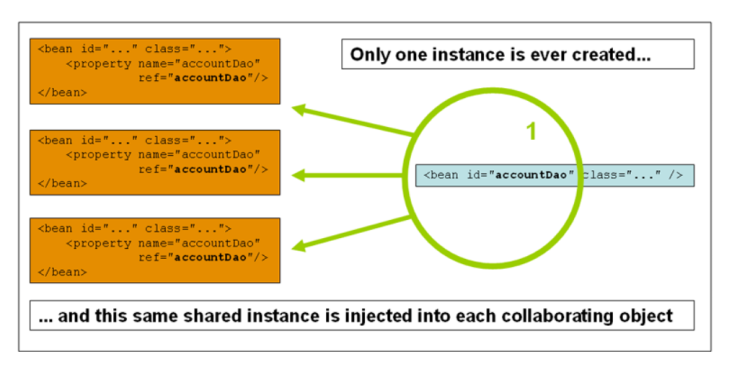 <bean id="..." class="...">
<property name="accountDao"
ref="accountDao"/>
</bean>
Only one instance is ever created...
1
<bean id="..." class="...">
<property name="accountDao"
ref="accountDao"/>
</bean>
<bean id="accountDao" class="..." />
<bean id="..." class="...">
<property name="accountDao"
ref="accountDao"/>
</bean>
... and this same shared instance is injected into each collaborating object